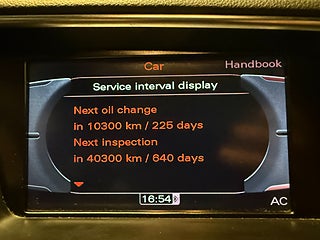 Car
Handbook
Service interval display
Next oil change
in 10300 km / 225 days
Next inspection
in 40300 km / 640 days
16:54
AC